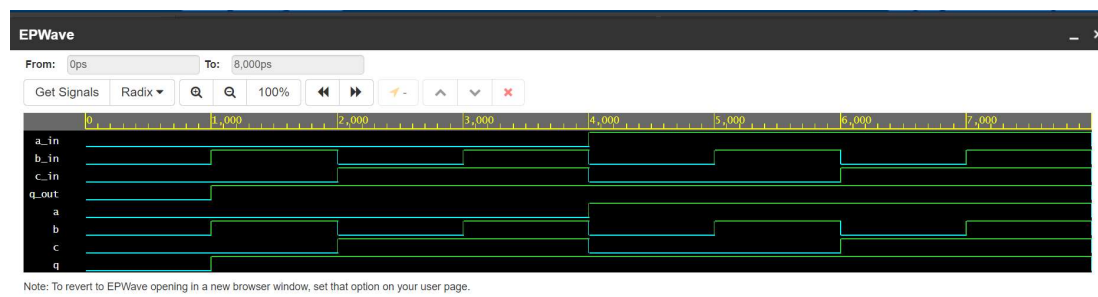 EPWave
From: 0ps To: 8,000ps
Get Signals Radix 100% -
0 1,000 2,000 3,000 4,000 5,000 6,000 7,000
a_in
b_in
c_in
q_out
a
b
c
q
Note: To revert to EPWave opening in a new browser window, set that option on your user page.